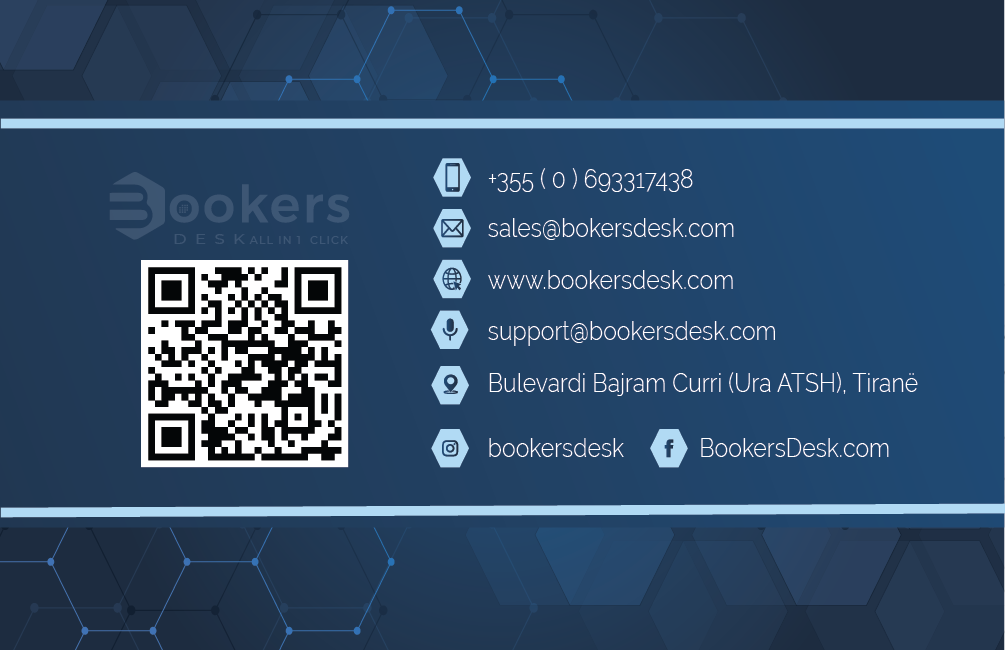 Bookers
DESK ALL IN 1 CLICK
+355 ( 0 ) 693317438
sales@bokersdesk.com
www.bookersdesk.com
support@bookersdesk.com
Bulevardi Bajram Curri (Ura ATSH), Tiranë
bookersdesk BookersDesk.com